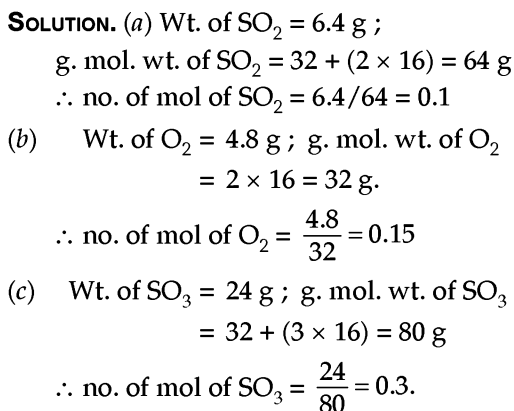 SOLUTION. (a) Wt. of SO₂ = 6.4 g ;
g. mol. wt. of SO₂ = 32 + (2 × 16) = 64 g
∴ no. of mol of SO₂ = 6.4/64 = 0.1
(b) Wt. of O₂ = 4.8 g ; g. mol. wt. of O₂
= 2 × 16 = 32 g.
∴ no. of mol of O₂ = 4.8/32 = 0.15
(c) Wt. of SO₃ = 24 g ; g. mol. wt. of SO₃
= 32 + (3 × 16) = 80 g
∴ no. of mol of SO₃ = 24/80 = 0.3.